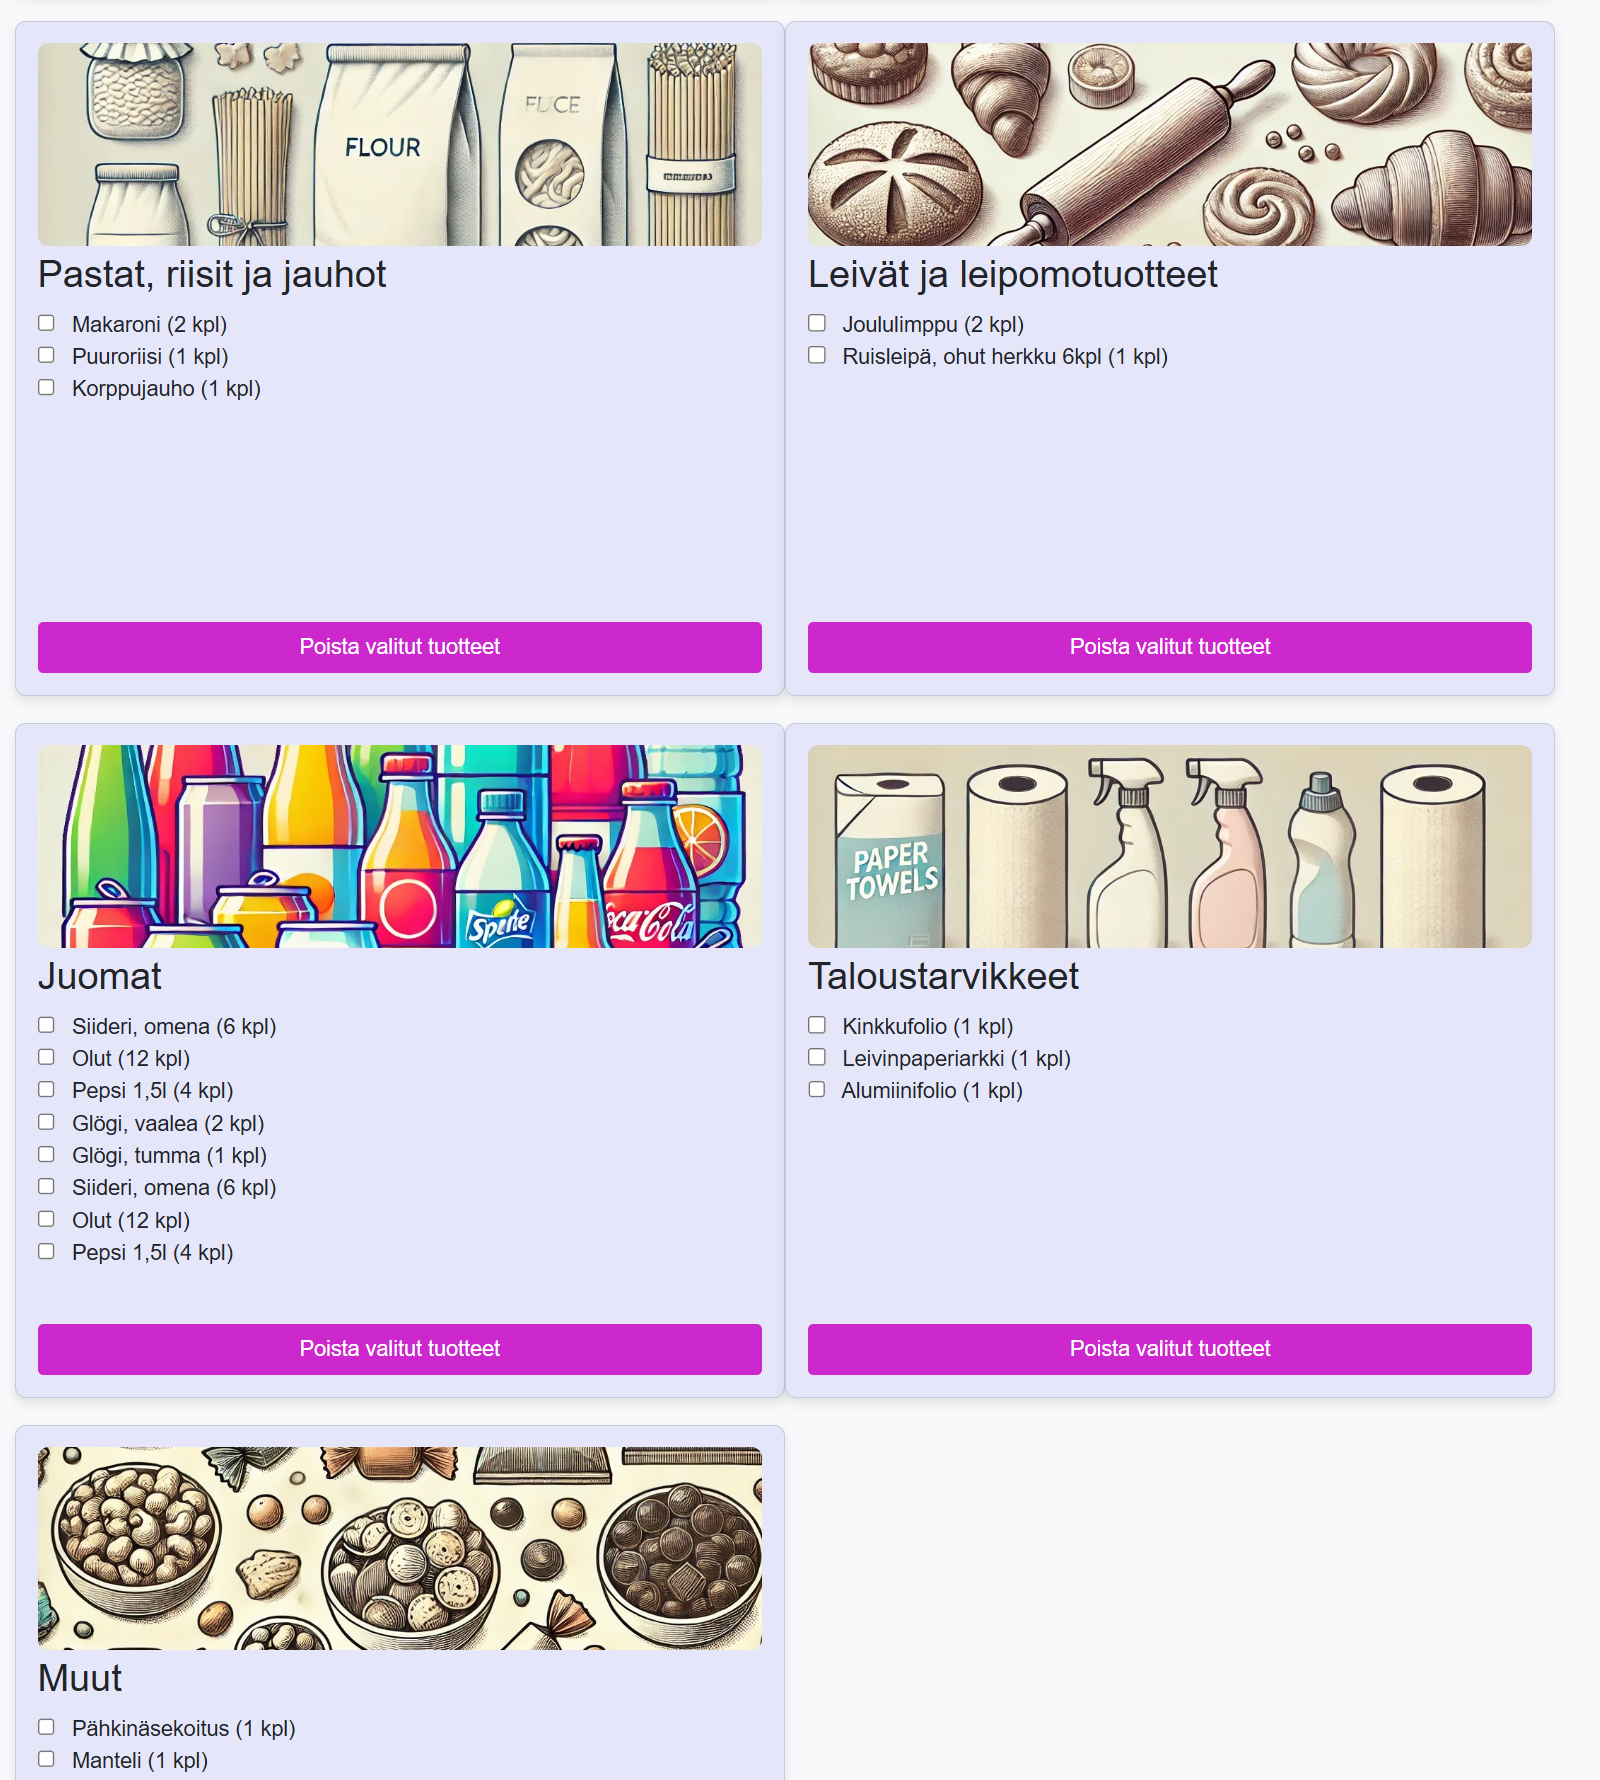 FLOUR
Pastat, riisit ja jauhot
Makaroni (2 kpl)
Puuroriisi (1 kpl)
Korppujauho (1 kpl)
Poista valitut tuotteet
Leivät ja leipomotuotteet
Joululimppu (2 kpl)
Ruisleipä, ohut herkku 6kpl (1 kpl)
Poista valitut tuotteet
Juomat
Siideri, omena (6 kpl)
Olut (12 kpl)
Pepsi 1,5l (4 kpl)
Glögi, vaalea (2 kpl)
Glögi, tumma (1 kpl)
Siideri, omena (6 kpl)
Olut (12 kpl)
Pepsi 1,5l (4 kpl)
Poista valitut tuotteet
PAPER
TOWELS
Taloustarvikkeet
Kinkkufolio (1 kpl)
Leivinpaperiarkki (1 kpl)
Alumiinifolio (1 kpl)
Poista valitut tuotteet
Muut
Pähkinäsekoitus (1 kpl)
Manteli (1 kpl)